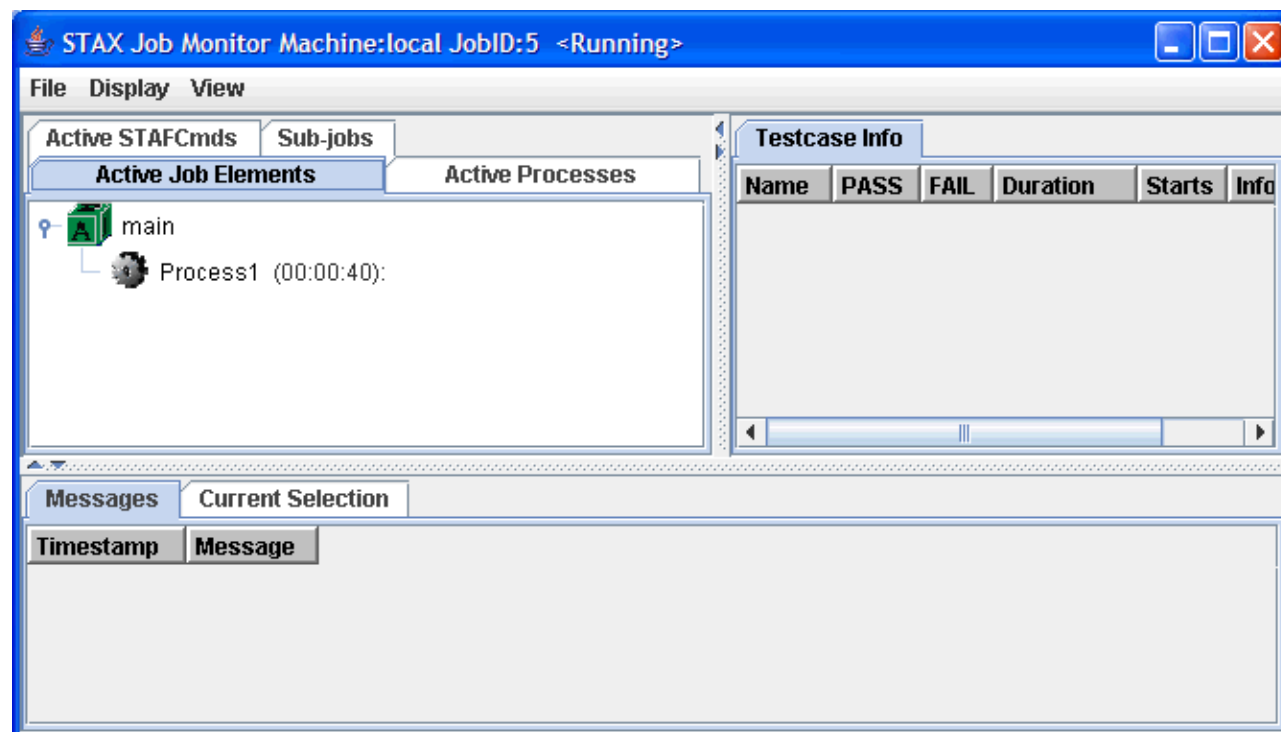 STAX Job Monitor Machine:local JobID:5 <Running>
File Display View
Active STAFCmds Sub-jobs
Active Job Elements Active Processes
A main
Process1 (00:00:40):
Testcase Info
Name PASS FAIL Duration Starts Info
Messages Current Selection
Timestamp Message